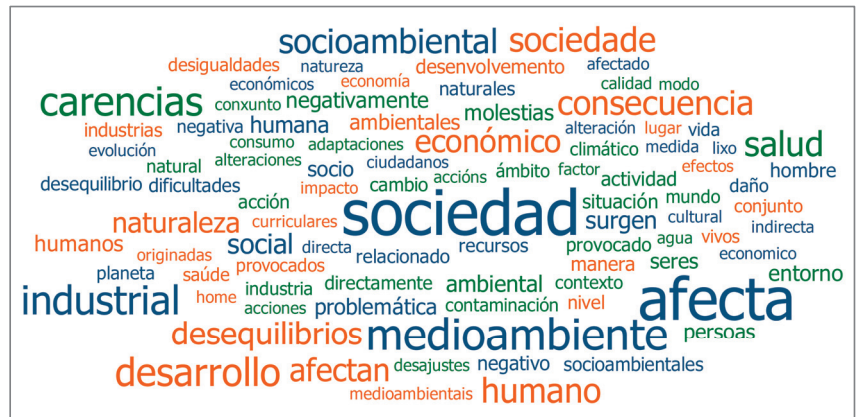 socioambiental sociedade
desigualdades natureza desenvolvemento afectado
económicos economía naturales calidad modo
carencias conxunto negativamente molestias consecuencia
industrias negativa humana ambientales alteración lugar vida
evolución consumo adaptaciones económico climático medida lixo salud
natural alteraciones socio ciudadanos ámbito factor efectos hombre
desequilibrio dificultades impacto cambio accións actividad daño
acción sociedad situación mundo conjunto
naturaleza curriculares surgen cultural indirecta
humanos originadas social directa relacionado recursos provocado agua vivos economico
planeta saúde provocados manera seres entorno
industrial home industria directamente ambiental contexto afecta
acciones problemática contaminación nivel
desequilibrios medioambiente persoas
desarrollo afectan desajustes negativo socioambientales
medioambientais humano